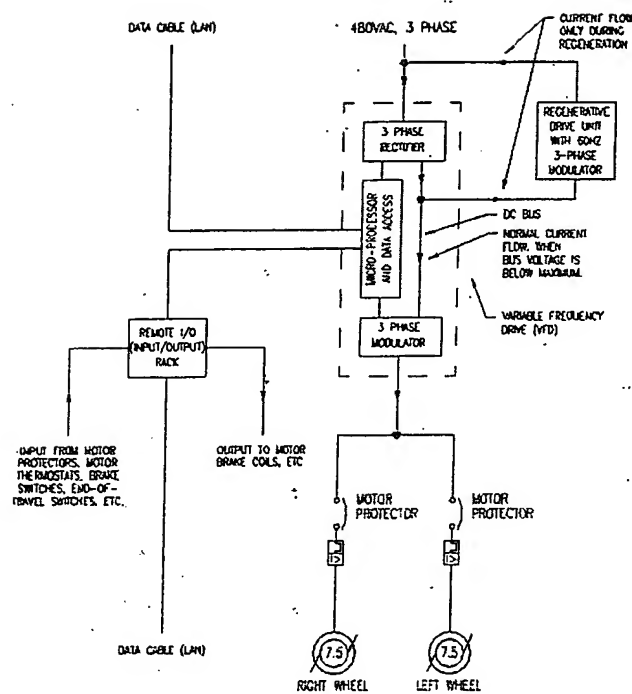 DATA CABLE (LAN)
480VAC, 3 PHASE
CURRENT FLOW
ONLY DURING
REGENERATION
3 PHASE
RECTIFIER
REGENERATIVE
DRIVE UNIT
WITH 60HZ
3-PHASE
MODULATOR
MICRO-PROCESSOR
AND DATA ACCESS
DC BUS
NORMAL CURRENT
FLOW. WHEN
BUS VOLTAGE IS
BELOW MAXIMUM.
3 PHASE
MODULATOR
VARIABLE FREQUENCY
DRIVE (VFD)
REMOTE I/O
(INPUT/OUTPUT)
RACK
INPUT FROM MOTOR
PROTECTORS, MOTOR
THERMOSTATS, BRAKE
SWITCHES, END-OF-
TRAVEL SWITCHES, ETC.
OUTPUT TO MOTOR
BRAKE COILS, ETC
MOTOR
PROTECTOR
MOTOR
PROTECTOR
I>
I>
7.5
7.5
DATA CABLE (LAN)
RIGHT WHEEL
LEFT WHEEL